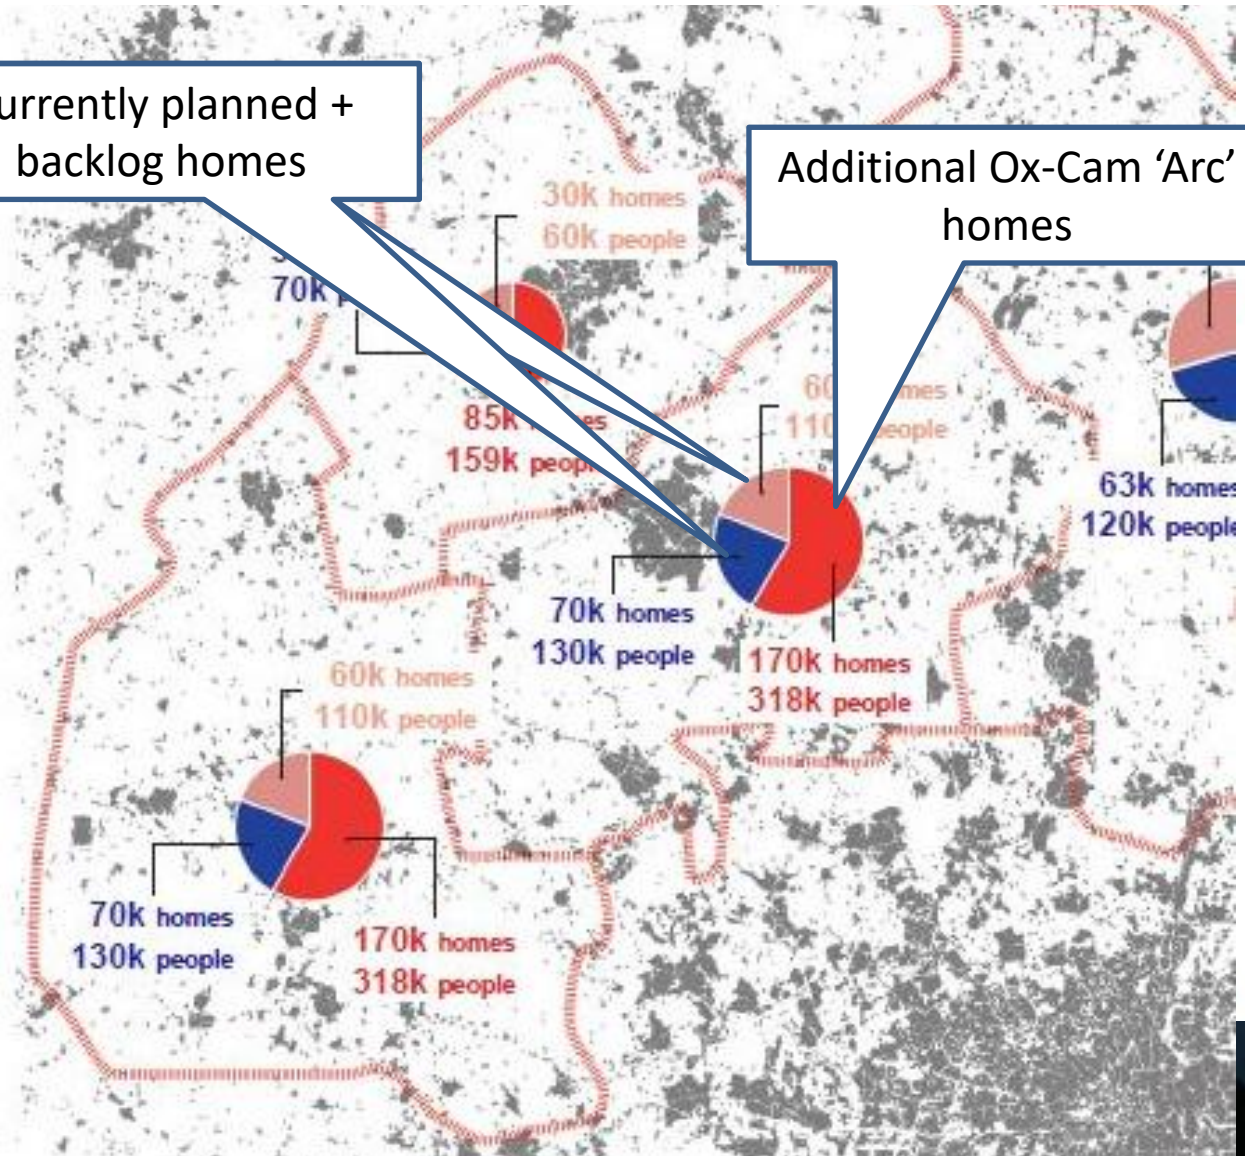 urrently planned +
backlog homes
Additional Ox-Cam ‘Arc’
homes
30K homes
60k people
70k
85k
159k people
63k homes
120k people
70k homes
130k people
170k homes
318k people
60k homes
110k people
70k homes
130k people
170k homes
318k people